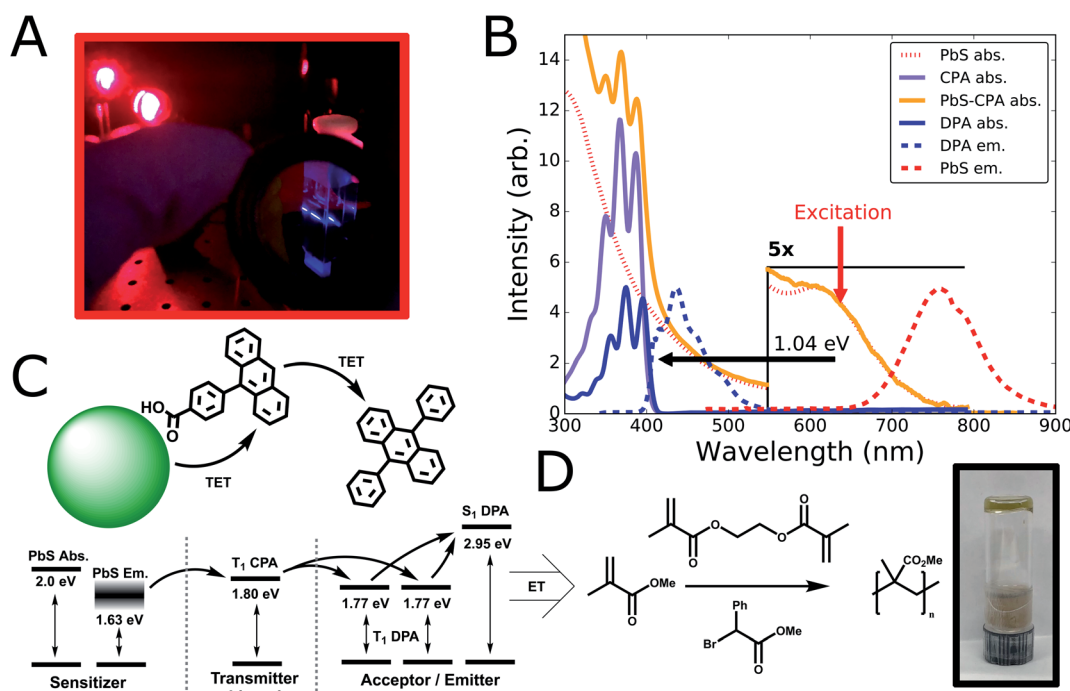 A
B
Intensity (arb.)
14
12
10
8
6
4
2
0
300
400
500
600
700
800
900
Wavelength (nm)
PbS abs.
CPA abs.
PbS-CPA abs.
DPA abs.
DPA em.
PbS em.
Excitation
5x
1.04 eV
C
HO
O
TET
TET
PbS Abs.
2.0 eV
PbS Em.
1.63 eV
Sensitizer
T1 CPA
1.80 eV
Transmitter
1.77 eV
1.77 eV
T1 DPA
S1 DPA
2.95 eV
Acceptor / Emitter
ET
D
O
O
O
O
OMe
O
Ph
Br
OMe
O
CO2Me
n